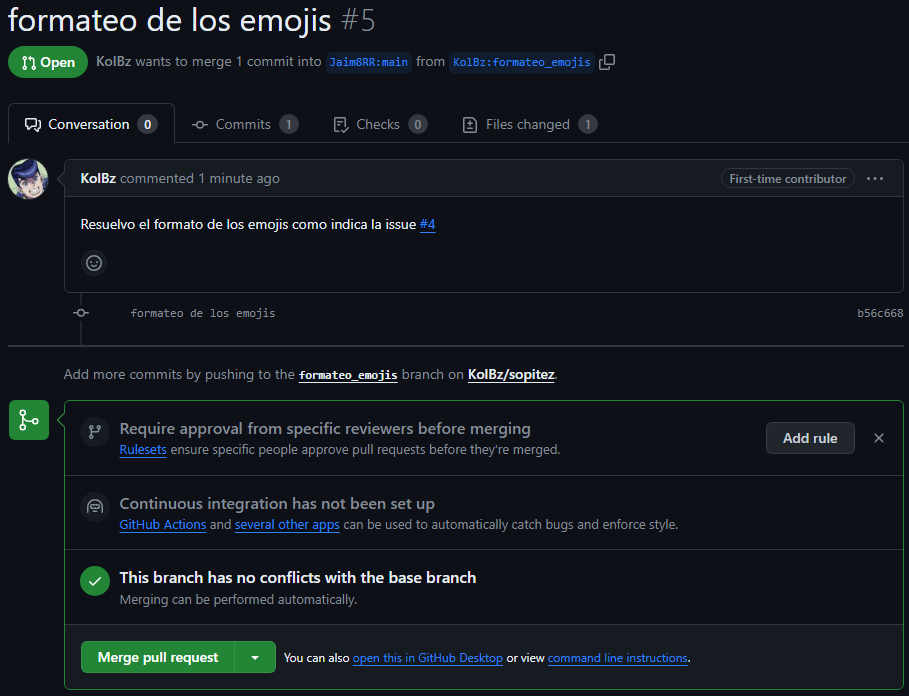 formateo de los emojis #5
Open KolBz wants to merge 1 commit into Jaim8RR:main from KolBz:formateo_emojis
Conversation 0 Commits 1 Checks 0 Files changed 1
KolBz commented 1 minute ago First-time contributor
Resuelvo el formato de los emojis como indica la issue #4
formateo de los emojis b56c668
Add more commits by pushing to the formateo_emojis branch on KolBz/sopitez.
Require approval from specific reviewers before merging
Rulesets ensure specific people approve pull requests before they're merged.
Add rule
Continuous integration has not been set up
GitHub Actions and several other apps can be used to automatically catch bugs and enforce style.
This branch has no conflicts with the base branch
Merging can be performed automatically.
Merge pull request You can also open this in GitHub Desktop or view command line instructions.